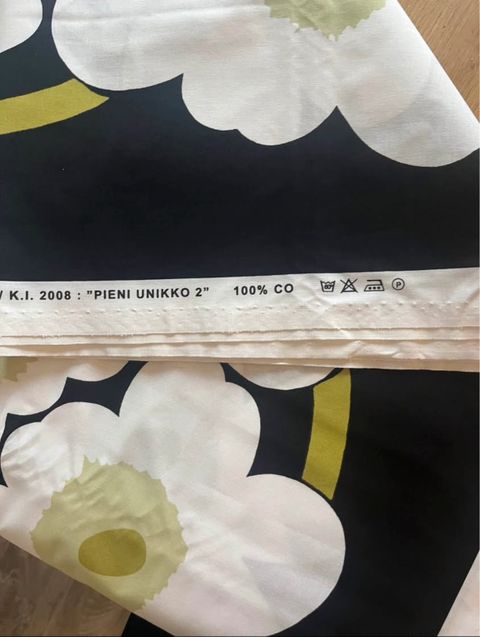 / K.I. 2008 : "PIENI UNIKKO 2" 100% CO